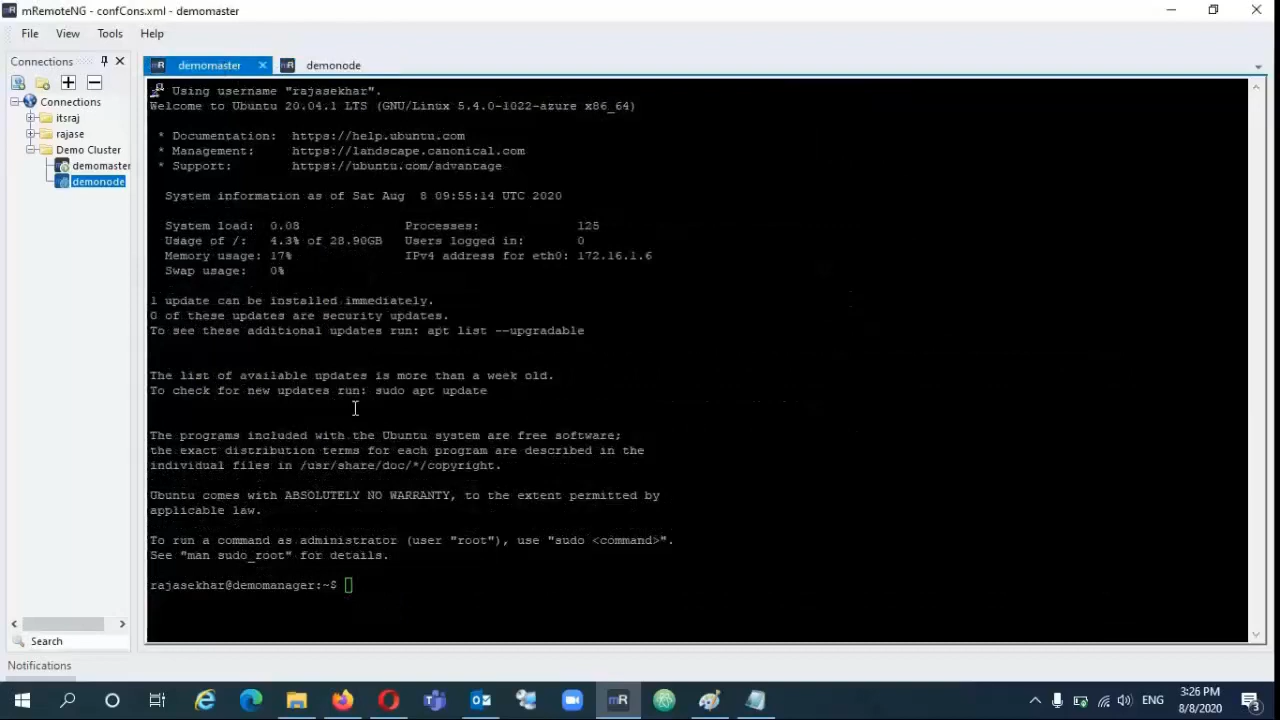 mRemoteNG - confCons.xml - demomaster
File View Tools Help
Connections
demomaster
demonode
Connections
itsraj
rajase
Demo Cluster
demomaster
demonode
Using username "rajasekhar".
Welcome to Ubuntu 20.04.1 LTS (GNU/Linux 5.4.0-1022-azure x86_64)
* Documentation: https://help.ubuntu.com
* Management: https://landscape.canonical.com
* Support: https://ubuntu.com/advantage
System information as of Sat Aug 8 09:55:14 UTC 2020
System load: 0.08 Processes: 125
Usage of /: 4.3% of 28.90GB Users logged in: 0
Memory usage: 17% IPv4 address for eth0: 172.16.1.6
Swap usage: 0%
1 update can be installed immediately.
0 of these updates are security updates.
To see these additional updates run: apt list --upgradable
The list of available updates is more than a week old.
To check for new updates run: sudo apt update
The programs included with the Ubuntu system are free software;
the exact distribution terms for each program are described in the
individual files in /usr/share/doc/*/copyright.
Ubuntu comes with ABSOLUTELY NO WARRANTY, to the extent permitted by
applicable law.
To run a command as administrator (user "root"), use "sudo <command>".
See "man sudo_root" for details.
rajasekhar@demomanager:~$
Search
Notifications
ENG
3:26 PM
8/8/2020
3